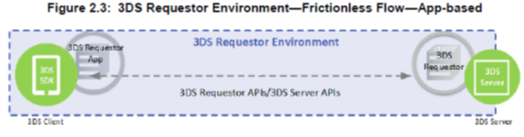 Figure 2.3: 3DS Requestor Environment—Frictionless Flow—App-based
3DS Requestor Environment
3DS Requestor
App
3DS
SDK
3DS
Requestor
3DS
Server
3DS Requestor APIs/3DS Server APIs
3DS Client
3DS Server